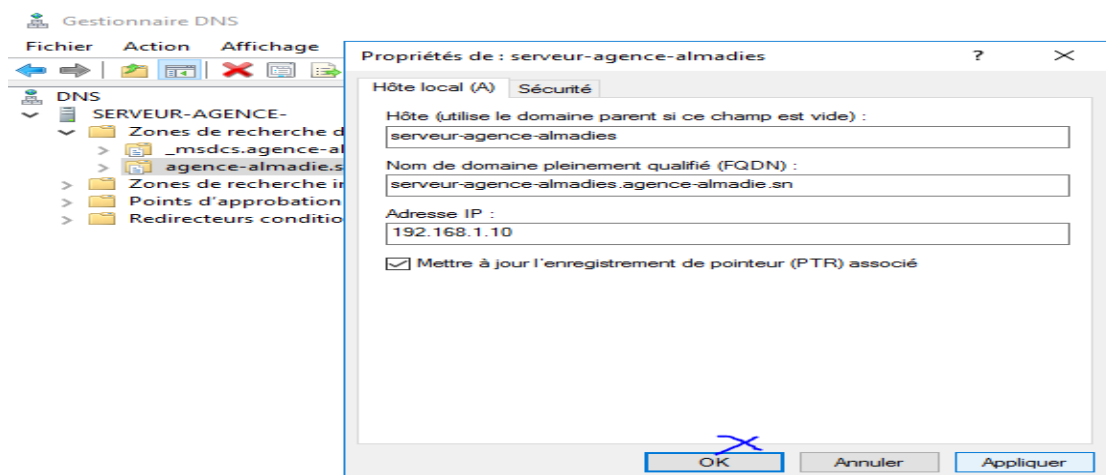 Gestionnaire DNS
Fichier Action Affichage
DNS
SERVEUR-AGENCE-
Zones de recherche d
_msdcs.agence-al
agence-almadie.s
Zones de recherche in
Points d'approbation
Redirecteurs conditio
Propriétés de : serveur-agence-almadies ?
Hôte local (A) Sécurité
Hôte (utilise le domaine parent si ce champ est vide) :
serveur-agence-almadies
Nom de domaine pleinement qualifié (FQDN) :
serveur-agence-almadies.agence-almadie.sn
Adresse IP :
192.168.1.10
Mettre à jour l'enregistrement de pointeur (PTR) associé
OK Annuler Appliquer